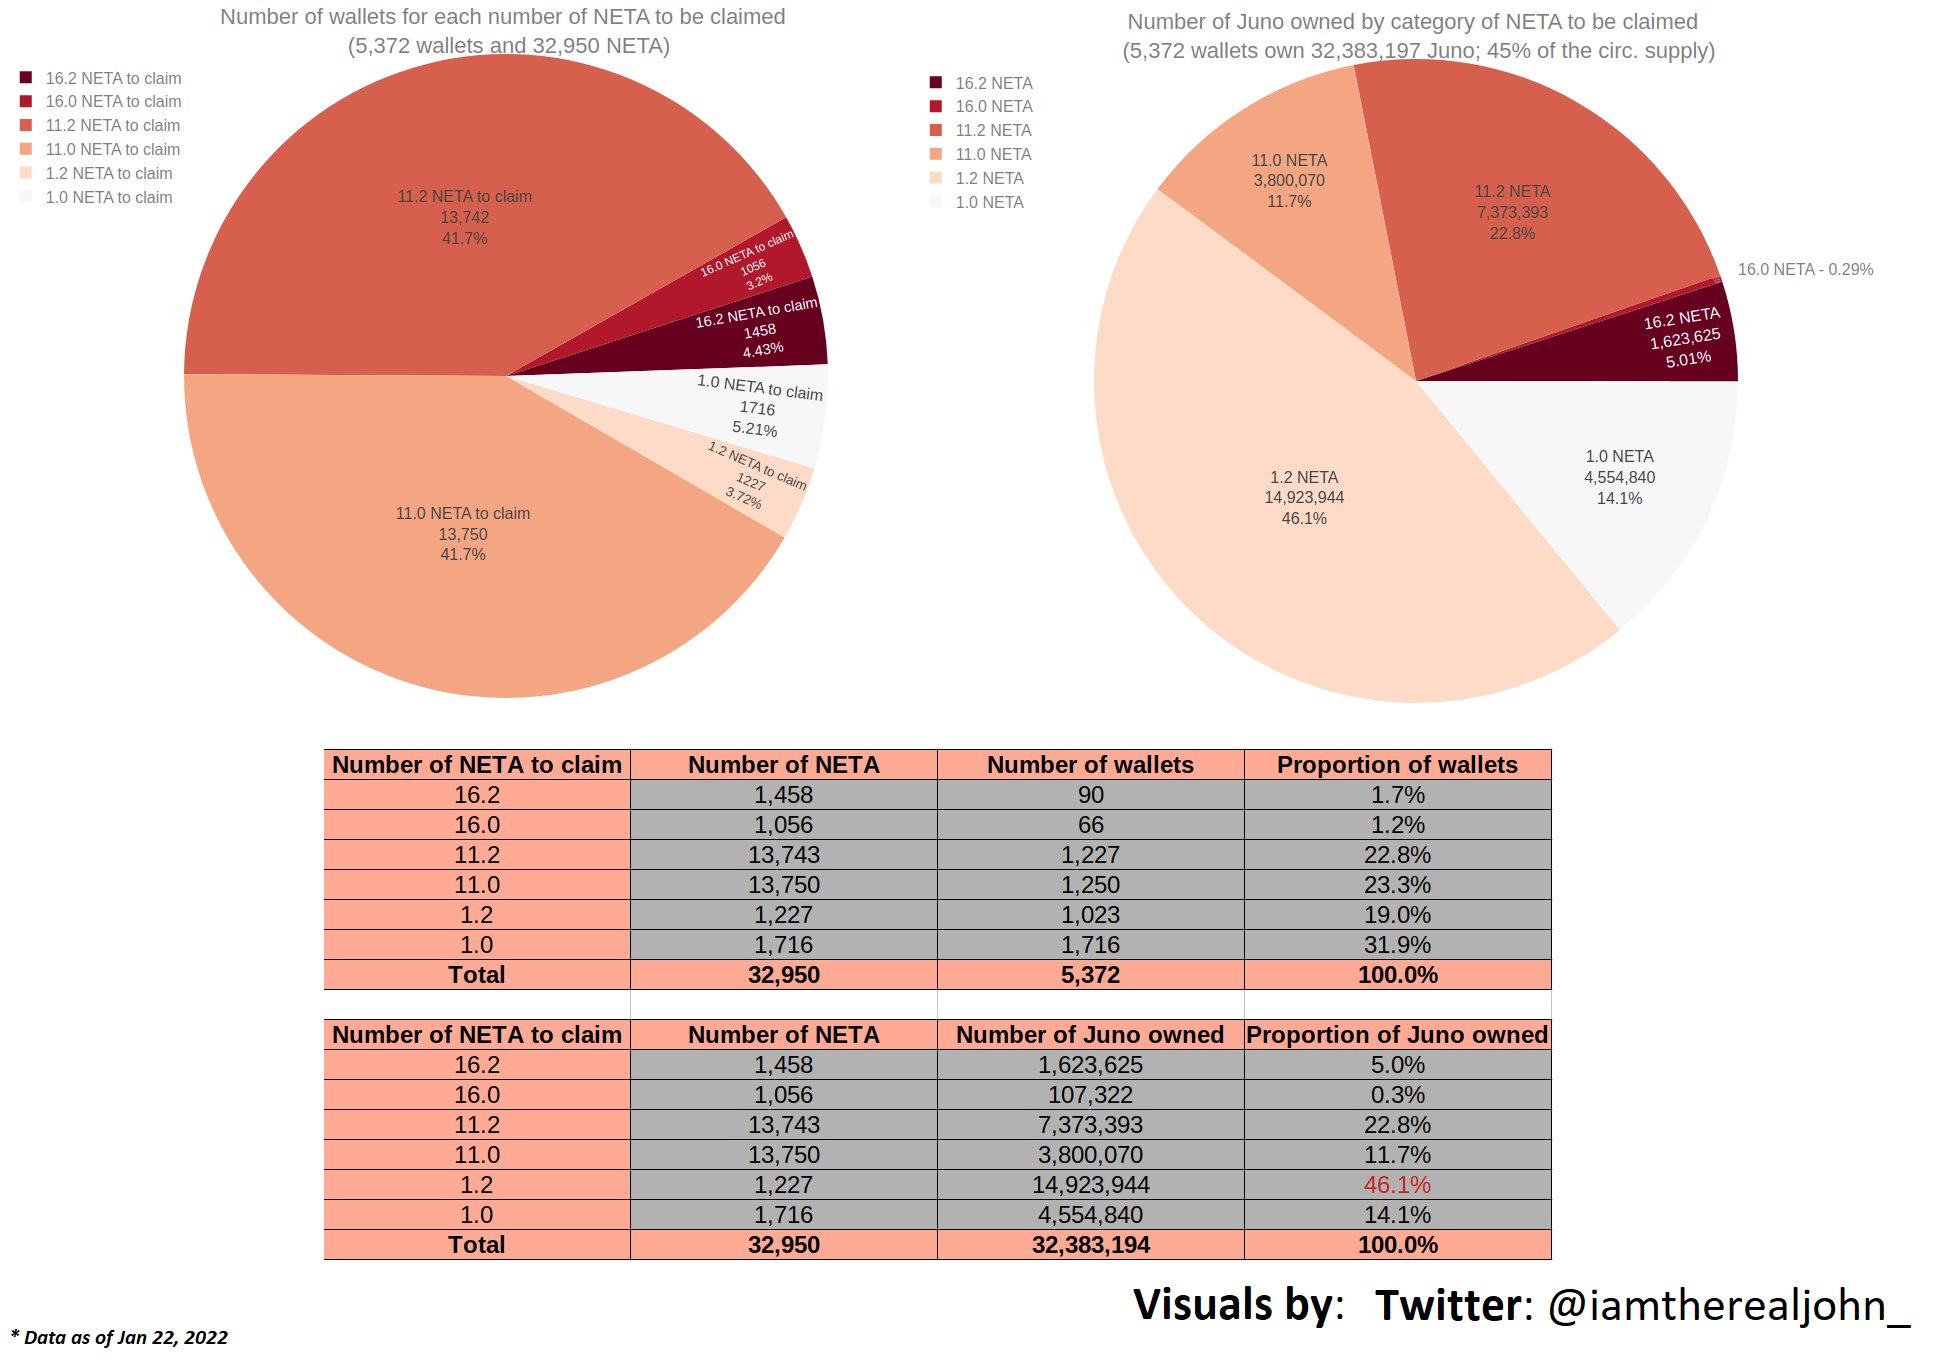 Number of wallets for each number of NETA to be claimed
(5,372 wallets and 32,950 NETA)
16.2 NETA to claim
16.0 NETA to claim
11.2 NETA to claim
11.0 NETA to claim
1.2 NETA to claim
1.0 NETA to claim
11.2 NETA to claim
13,742
41.7%
16.0 NETA to claim
1056
3.2%
16.2 NETA to claim
1458
4.43%
1.0 NETA to claim
1716
5.21%
1.2 NETA to claim
1227
3.72%
11.0 NETA to claim
13,750
41.7%
Number of Juno owned by category of NETA to be claimed
(5,372 wallets own 32,383,197 Juno; 45% of the circ. supply)
16.2 NETA
16.0 NETA
11.2 NETA
11.0 NETA
1.2 NETA
1.0 NETA
11.0 NETA
3,800,070
11.7%
11.2 NETA
7,373,393
22.8%
16.0 NETA - 0.29%
16.2 NETA
1,623,625
5.01%
1.0 NETA
4,554,840
14.1%
1.2 NETA
14,923,944
46.1%
Number of NETA to claim Number of NETA Number of wallets Proportion of wallets
16.2 1,458 90 1.7%
16.0 1,056 66 1.2%
11.2 13,743 1,227 22.8%
11.0 13,750 1,250 23.3%
1.2 1,227 1,023 19.0%
1.0 1,716 1,716 31.9%
Total 32,950 5,372 100.0%
Number of NETA to claim Number of NETA Number of Juno owned Proportion of Juno owned
16.2 1,458 1,623,625 5.0%
16.0 1,056 107,322 0.3%
11.2 13,743 7,373,393 22.8%
11.0 13,750 3,800,070 11.7%
1.2 1,227 14,923,944 46.1%
1.0 1,716 4,554,840 14.1%
Total 32,950 32,383,194 100.0%
Visuals by: Twitter: @iamtherealjohn_
* Data as of Jan 22, 2022